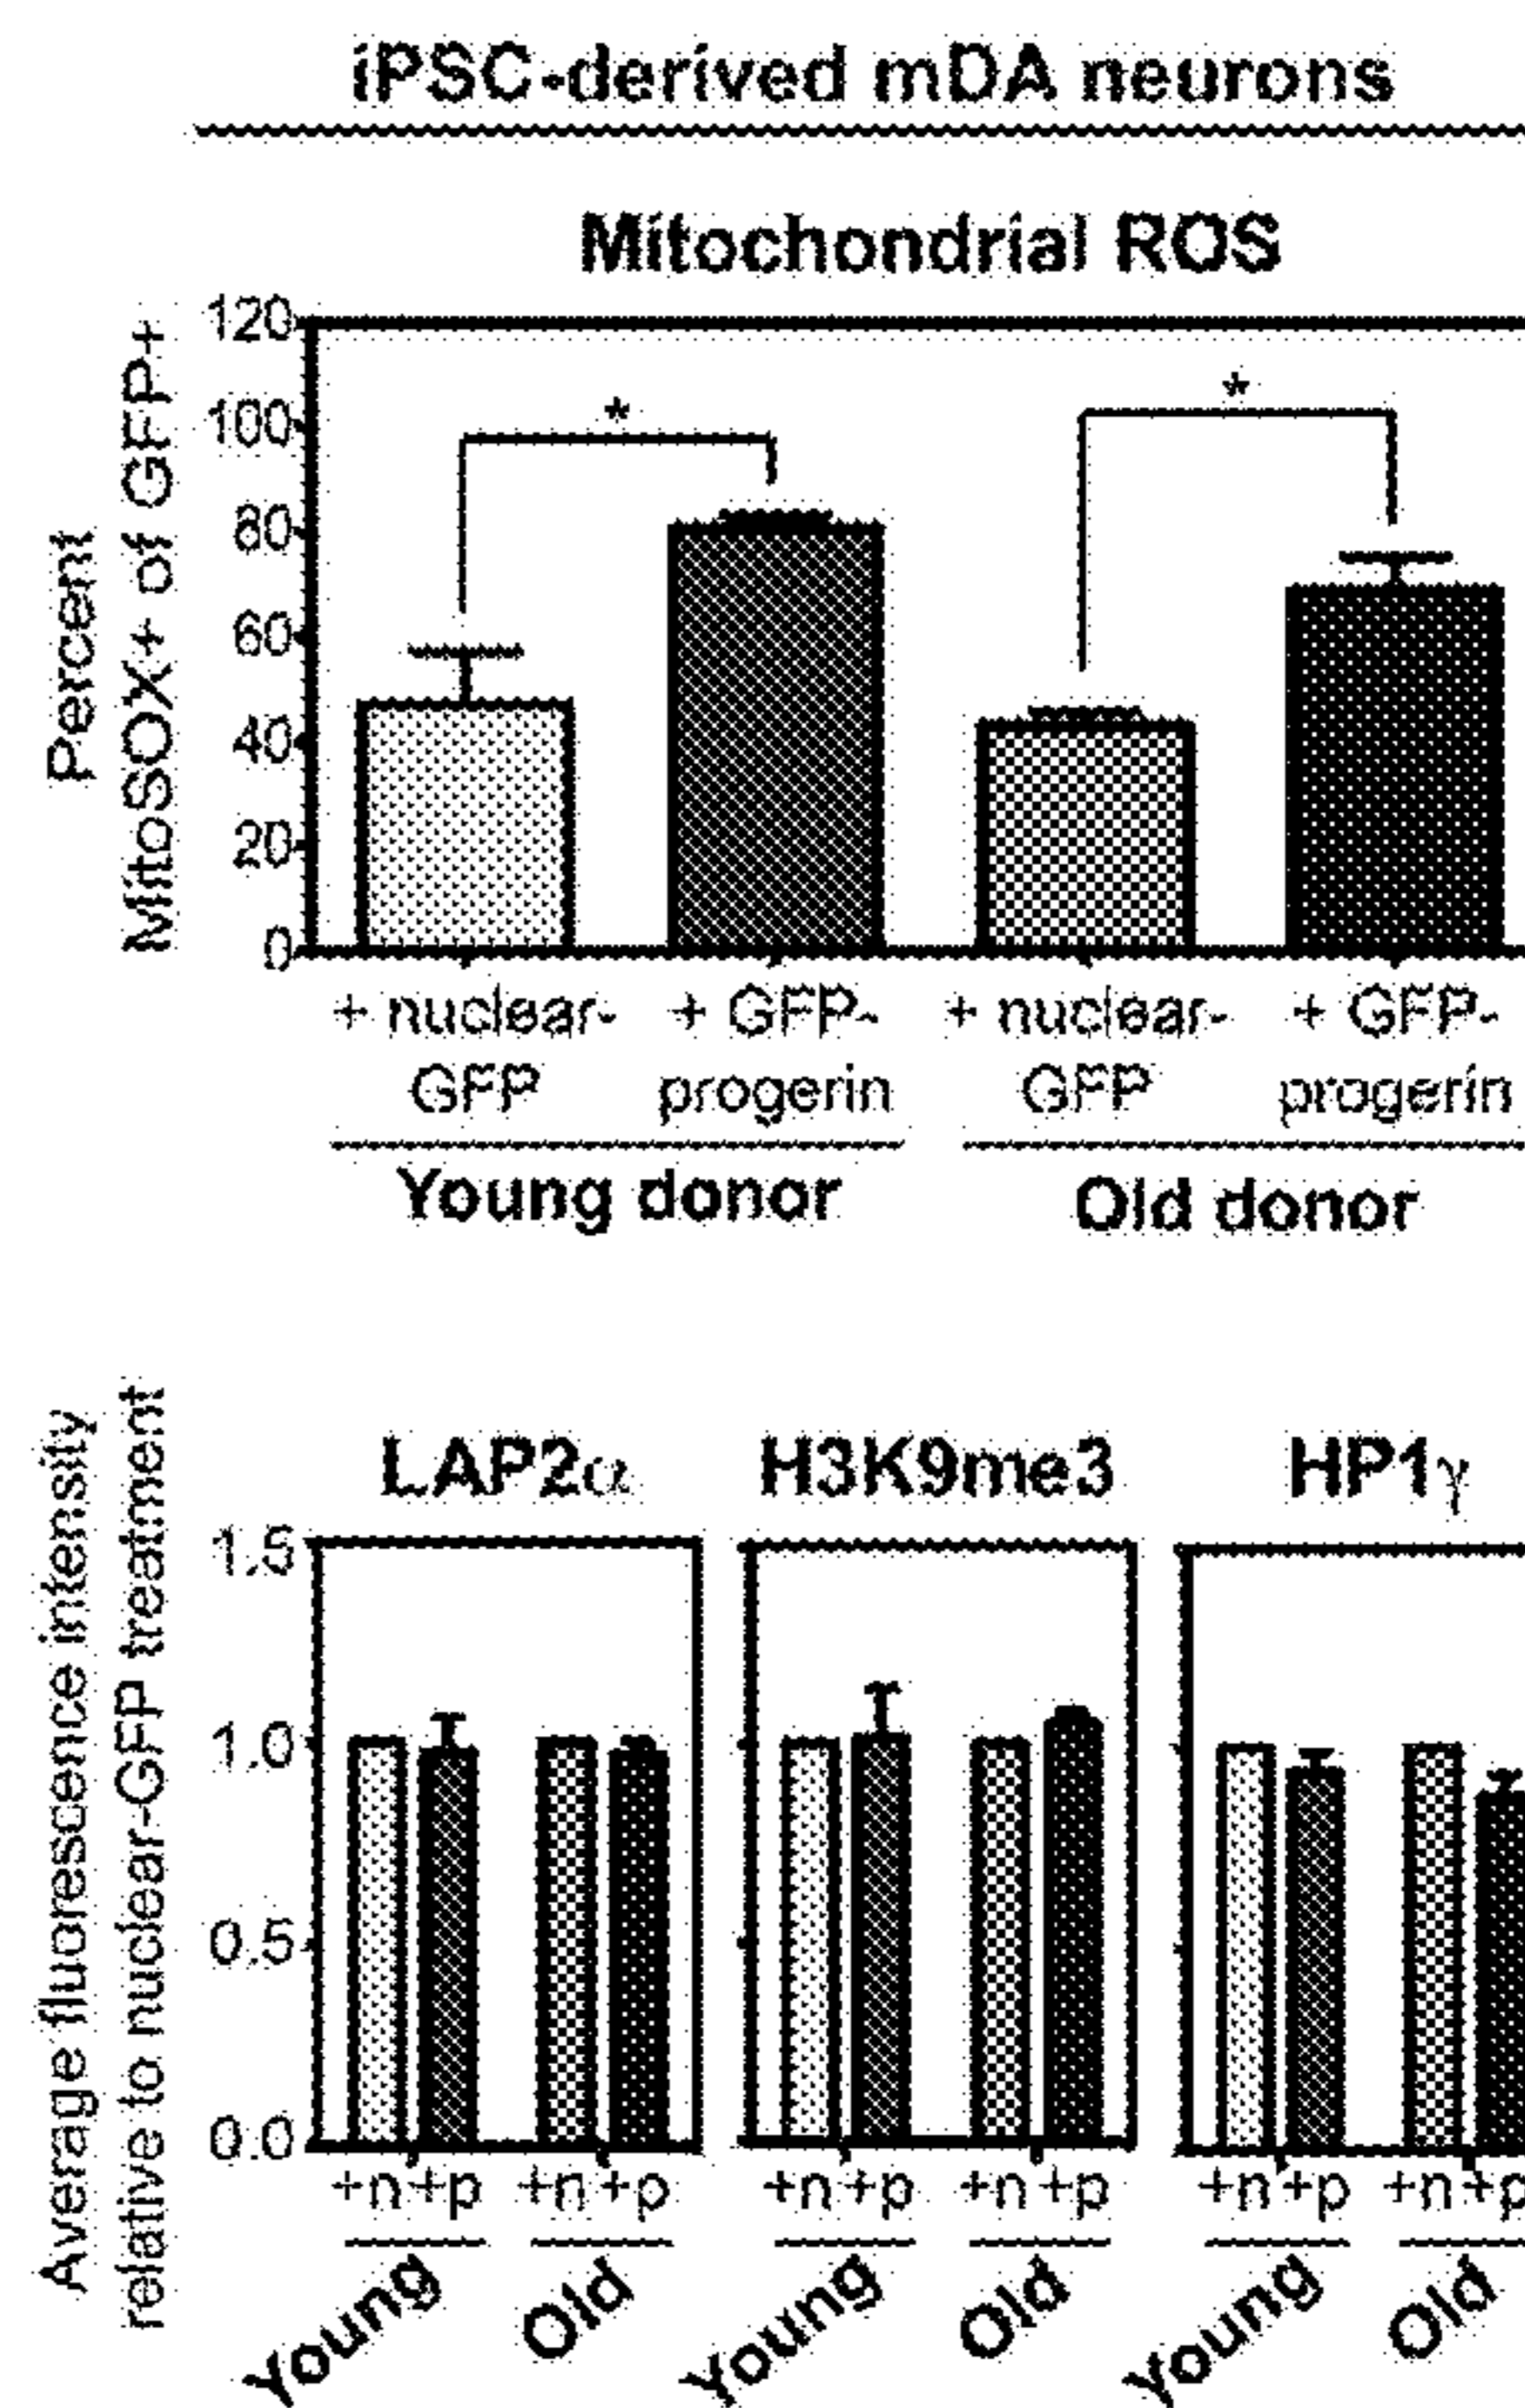 iPSC-derived mDA neurons
Mitochondrial ROS
Percent
MitoSOX+ of GFP+
120
100
80
60
40
20
0
*
*
+ nuclear-
GFP
+ GFP-
progerin
+ nuclear-
GFP
+ GFP-
progerin
Young donor
Old donor
Average fluorescence intensity
relative to nuclear-GFP treatment
LAP2α
H3K9me3
HP1γ
1.5
1.0
0.5
0.0
+n +p +n +p
+n +p +n +p
+n +p +n +p
Young Old
Young Old
Young Old